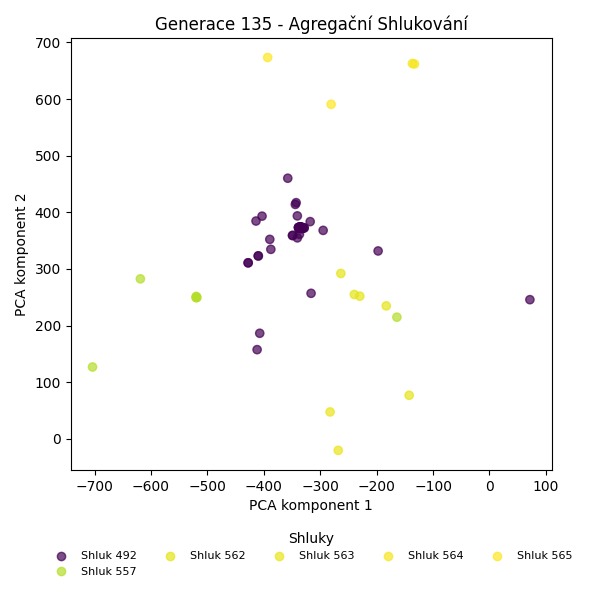 Generace 135 - Agregační Shlukování
700
600
500
400
300
200
100
0
PCA komponent 2
−700 −600 −500 −400 −300 −200 −100 0 100
PCA komponent 1
Shluky
Shluk 492 Shluk 562 Shluk 563 Shluk 564 Shluk 565
Shluk 557